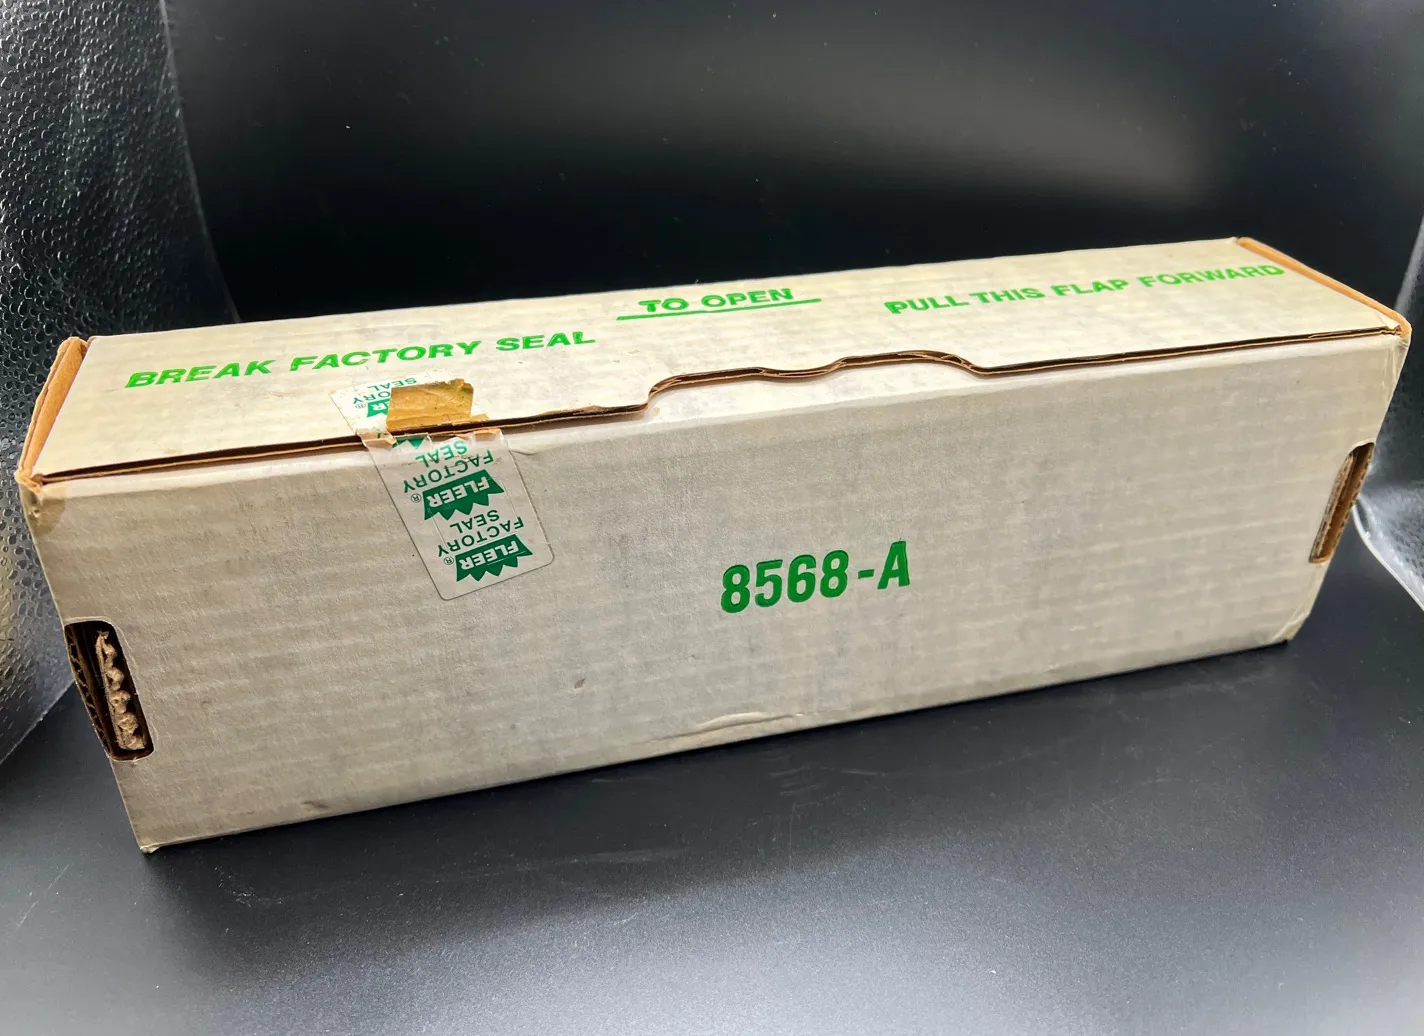 TO OPEN
BREAK FACTORY SEAL
PULL THIS FLAP FORWARD
8568-A
FLEER®
FACTORY
SEAL
FLEER®
FACTORY
SEAL